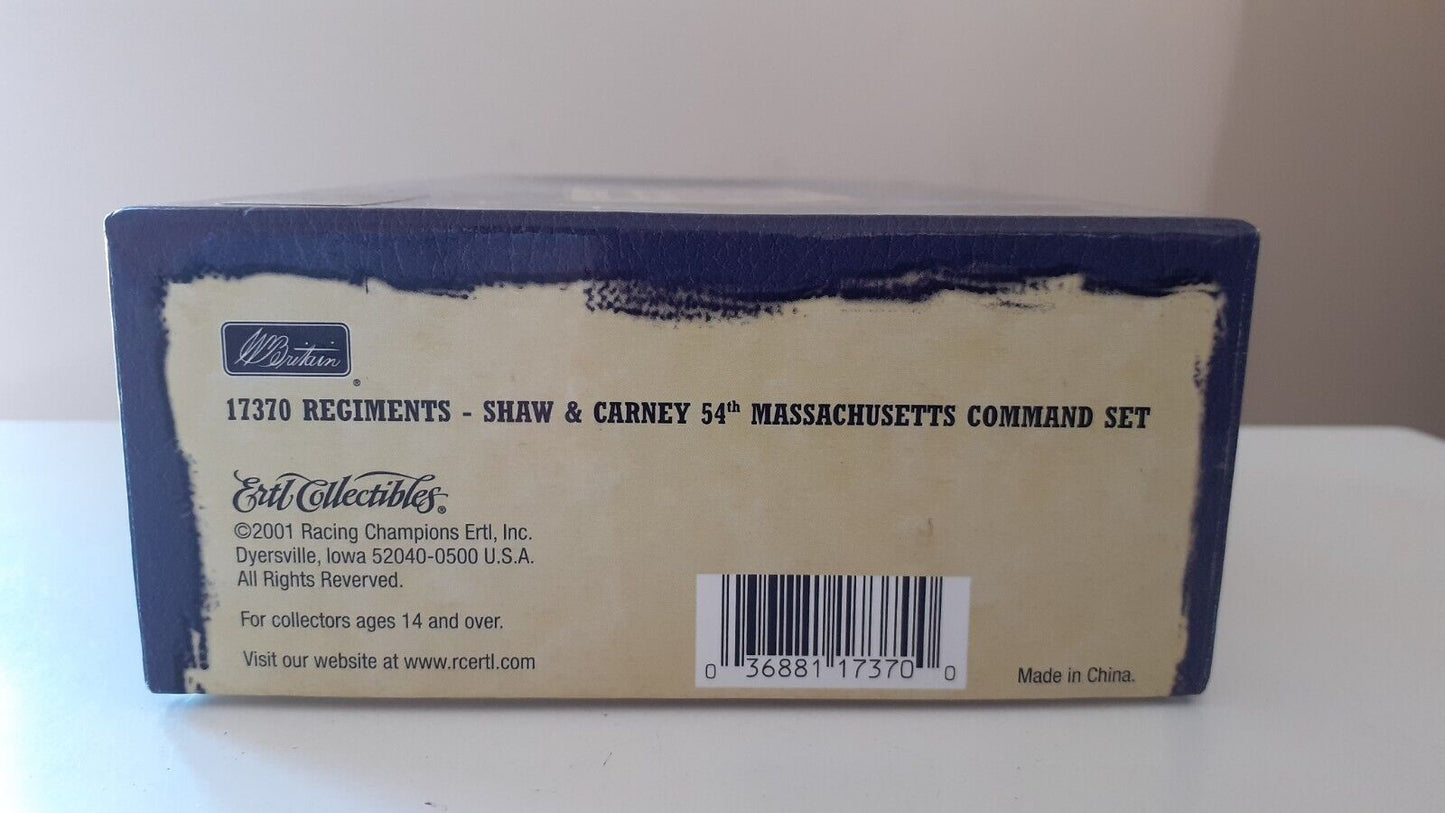 WBritain®
17370 REGIMENTS - SHAW & CARNEY 54th MASSACHUSETTS COMMAND SET
Ertl Collectibles®
©2001 Racing Champions Ertl, Inc.
Dyersville, Iowa 52040-0500 U.S.A.
All Rights Reverved.
For collectors ages 14 and over.
Visit our website at www.rcertl.com
0 36881 17370 0
Made in China.